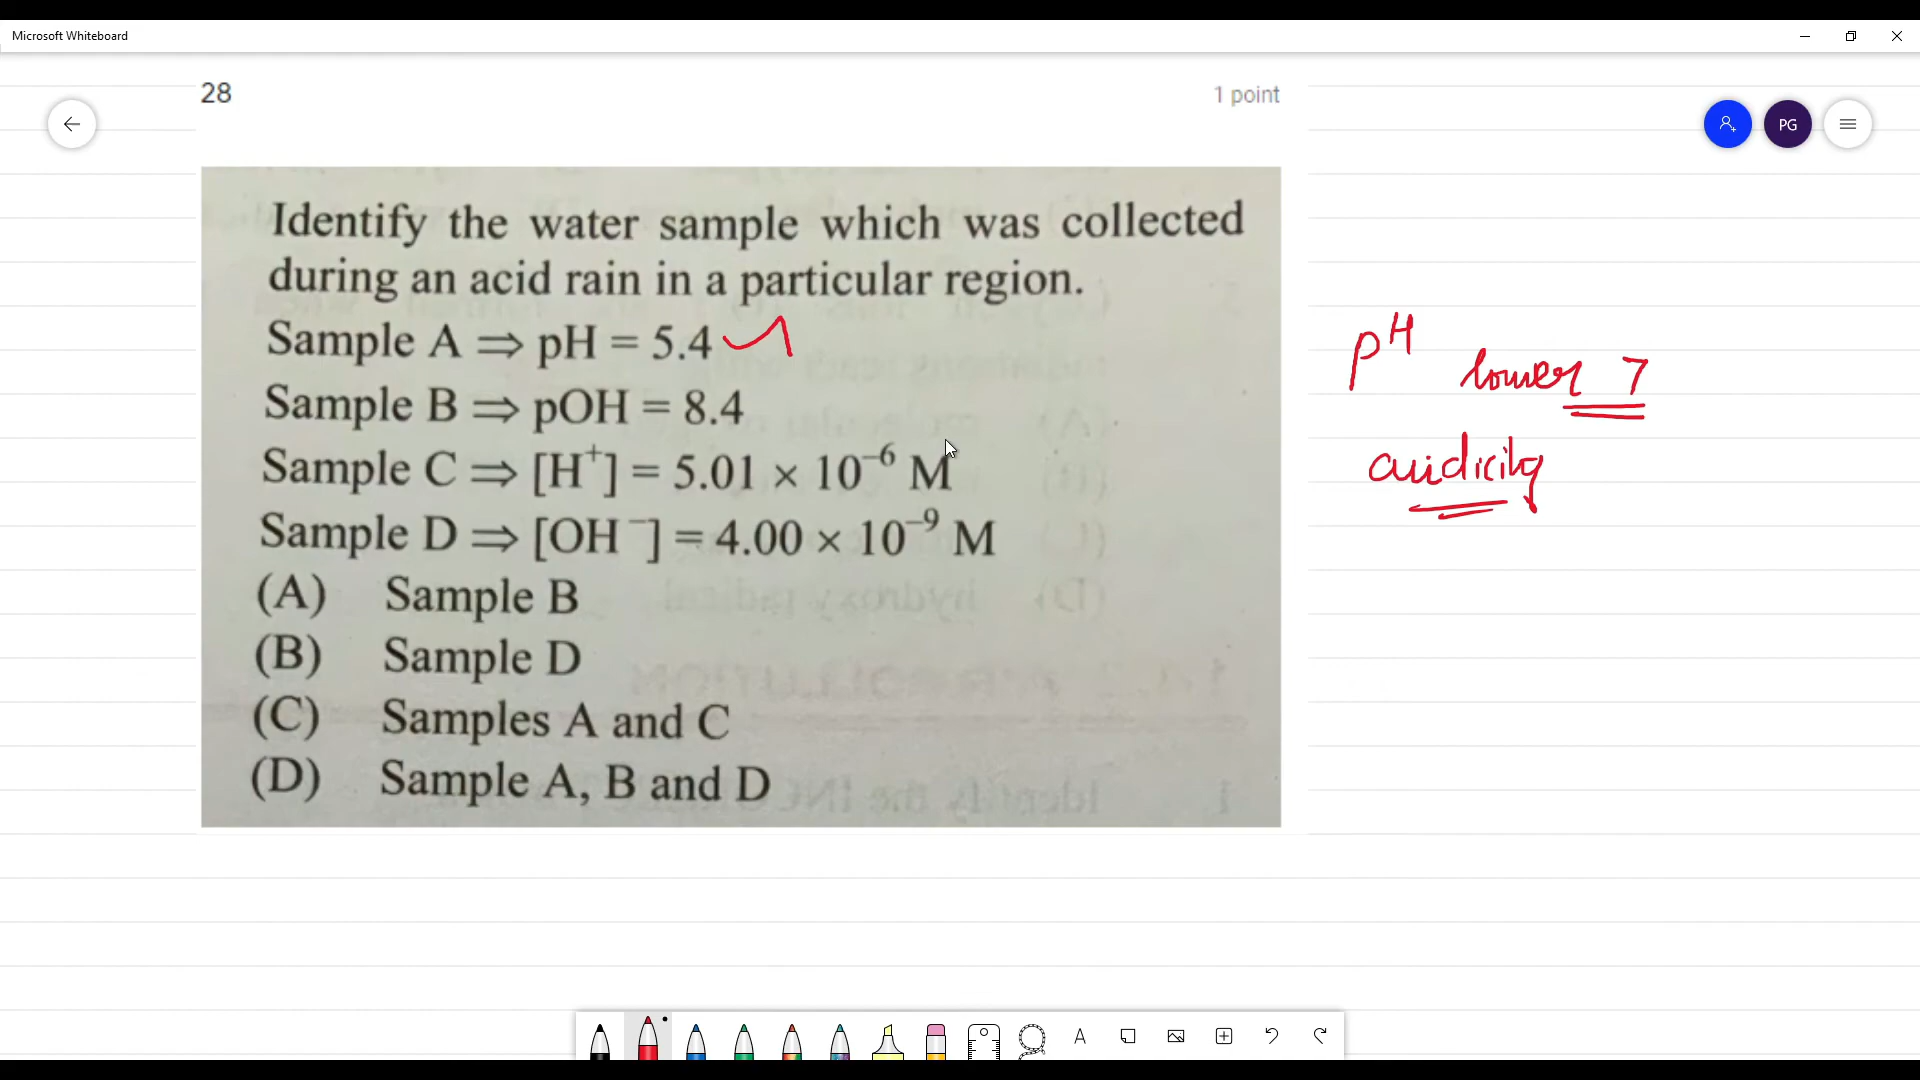 Microsoft Whiteboard
28
1 point
PG
Identify the water sample which was collected
during an acid rain in a particular region.
Sample A ⇒ pH = 5.4
Sample B ⇒ pOH = 8.4
Sample C ⇒ [H⁺] = 5.01 × 10⁻⁶ M
Sample D ⇒ [OH⁻] = 4.00 × 10⁻⁹ M
(A) Sample B
(B) Sample D
(C) Samples A and C
(D) Sample A, B and D
pH lower 7
acidicity
A